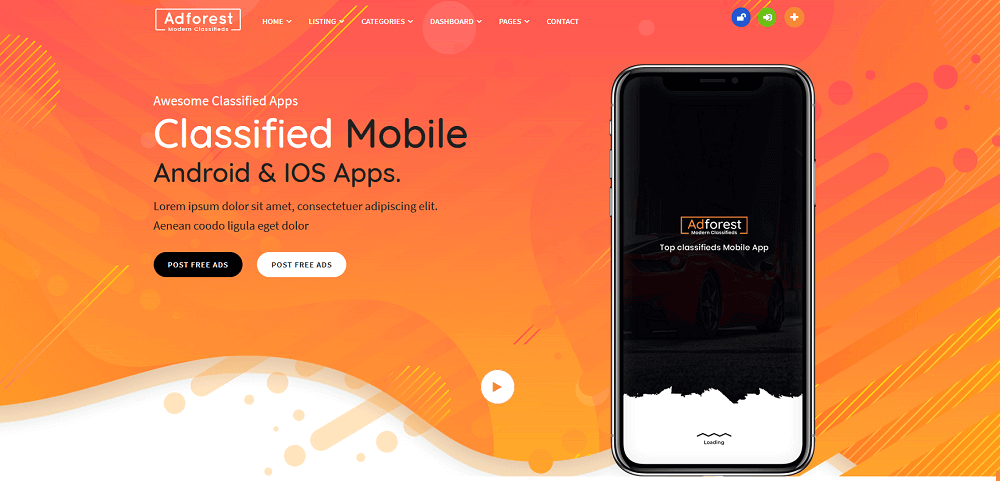 Adforest
Modern Classifieds
HOME LISTING CATEGORIES DASHBOARD PAGES CONTACT
Awesome Classified Apps
Classified Mobile
Android & IOS Apps.
Lorem ipsum dolor sit amet, consectetuer adipiscing elit.
Aenean coodo ligula eget dolor
POST FREE ADS POST FREE ADS
Adforest
Modern Classifieds
Top classifieds Mobile App
Loading